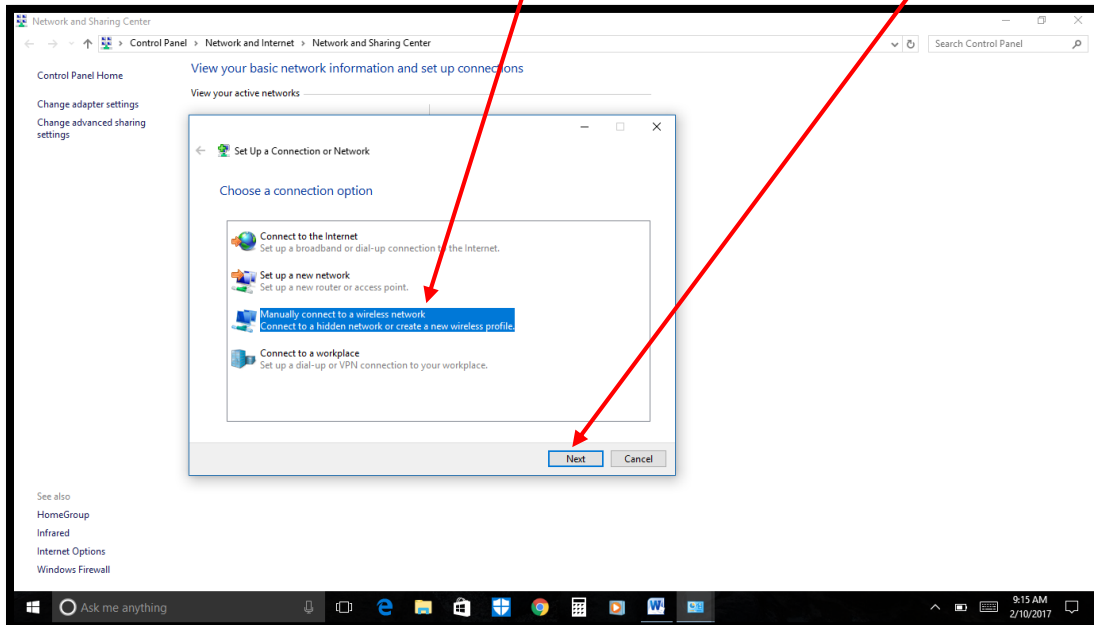 Network and Sharing Center
Control Panel > Network and Internet > Network and Sharing Center
Search Control Panel
Control Panel Home
Change adapter settings
Change advanced sharing
settings
View your basic network information and set up connections
View your active networks
Set Up a Connection or Network
Choose a connection option
Connect to the Internet
Set up a broadband or dial-up connection to the Internet.
Set up a new network
Set up a new router or access point.
Manually connect to a wireless network
Connect to a hidden network or create a new wireless profile.
Connect to a workplace
Set up a dial-up or VPN connection to your workplace.
Next
Cancel
See also
HomeGroup
Infrared
Internet Options
Windows Firewall
Ask me anything
9:15 AM
2/10/2017